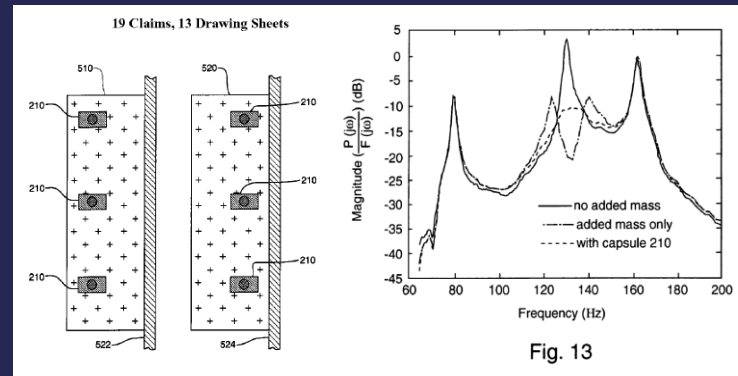 19 Claims, 13 Drawing Sheets
510
520
210
210
210
210
210
210
522
524
Magnitude (P (jω) / F (jω)) (dB)
5
0
-5
-10
-15
-20
-25
-30
-35
-40
-45
no added mass
added mass only
with capsule 210
60 80 100 120 140 160 180 200
Frequency (Hz)
Fig. 13